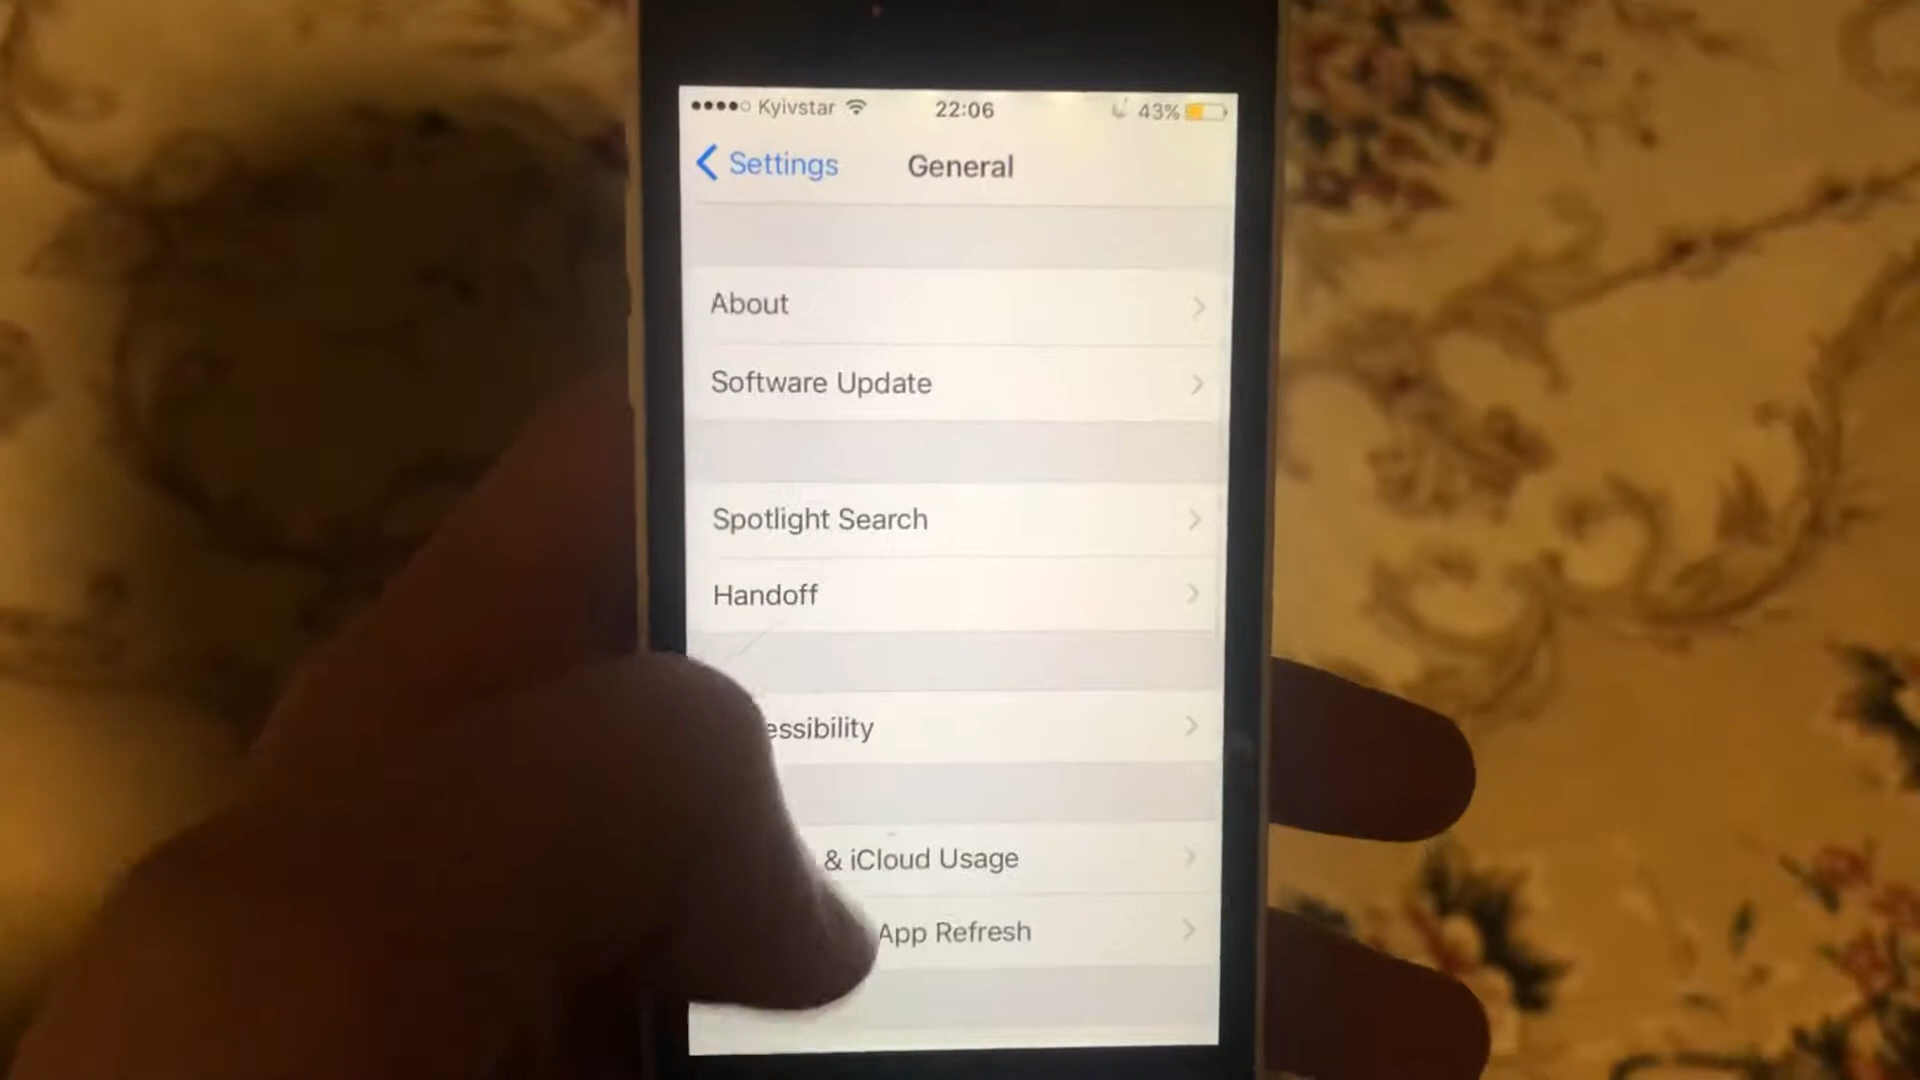 Kyivstar 22:06 43%
Settings General
About
Software Update
Spotlight Search
Handoff
essibility
& iCloud Usage
App Refresh